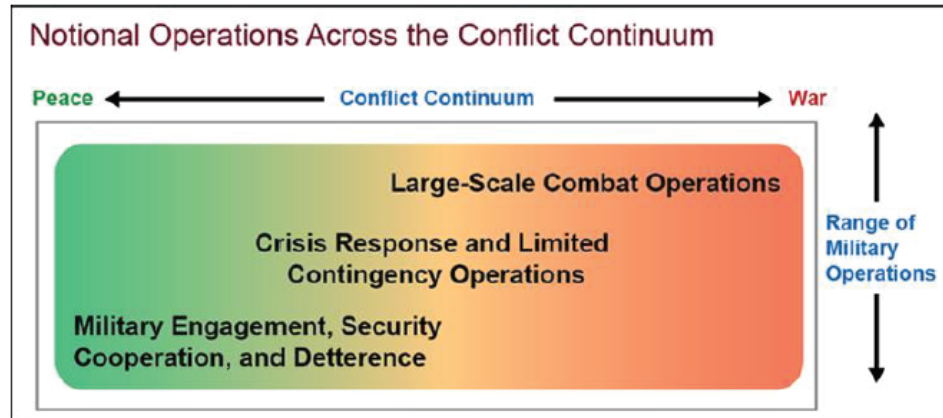 Notional Operations Across the Conflict Continuum
Peace
Conflict Continuum
War
Large-Scale Combat Operations
Crisis Response and Limited
Contingency Operations
Military Engagement, Security
Cooperation, and Detterence
Range of
Military
Operations